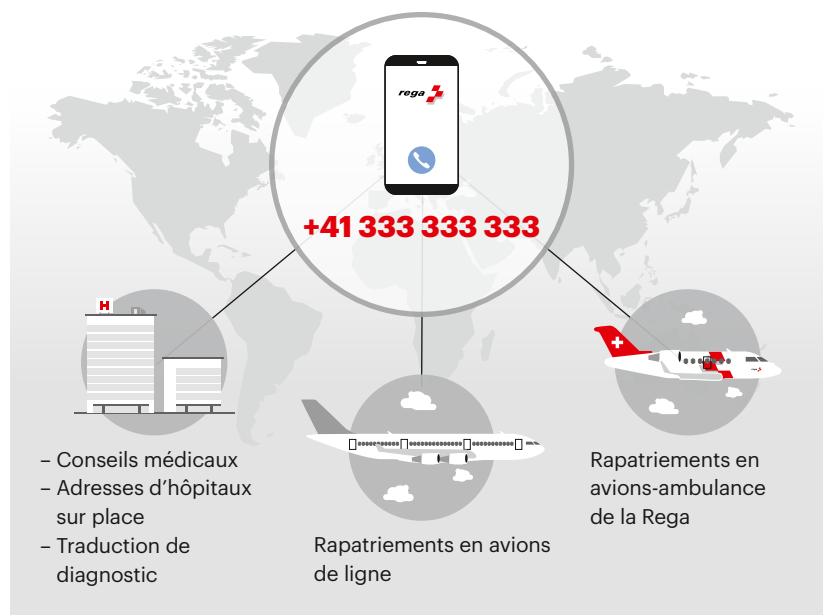 rega
+41 333 333 333
H
– Conseils médicaux
– Adresses d’hôpitaux
sur place
– Traduction de
diagnostic
Rapatriements en avions
de ligne
rega
Rapatriements en
avions-ambulance
de la Rega